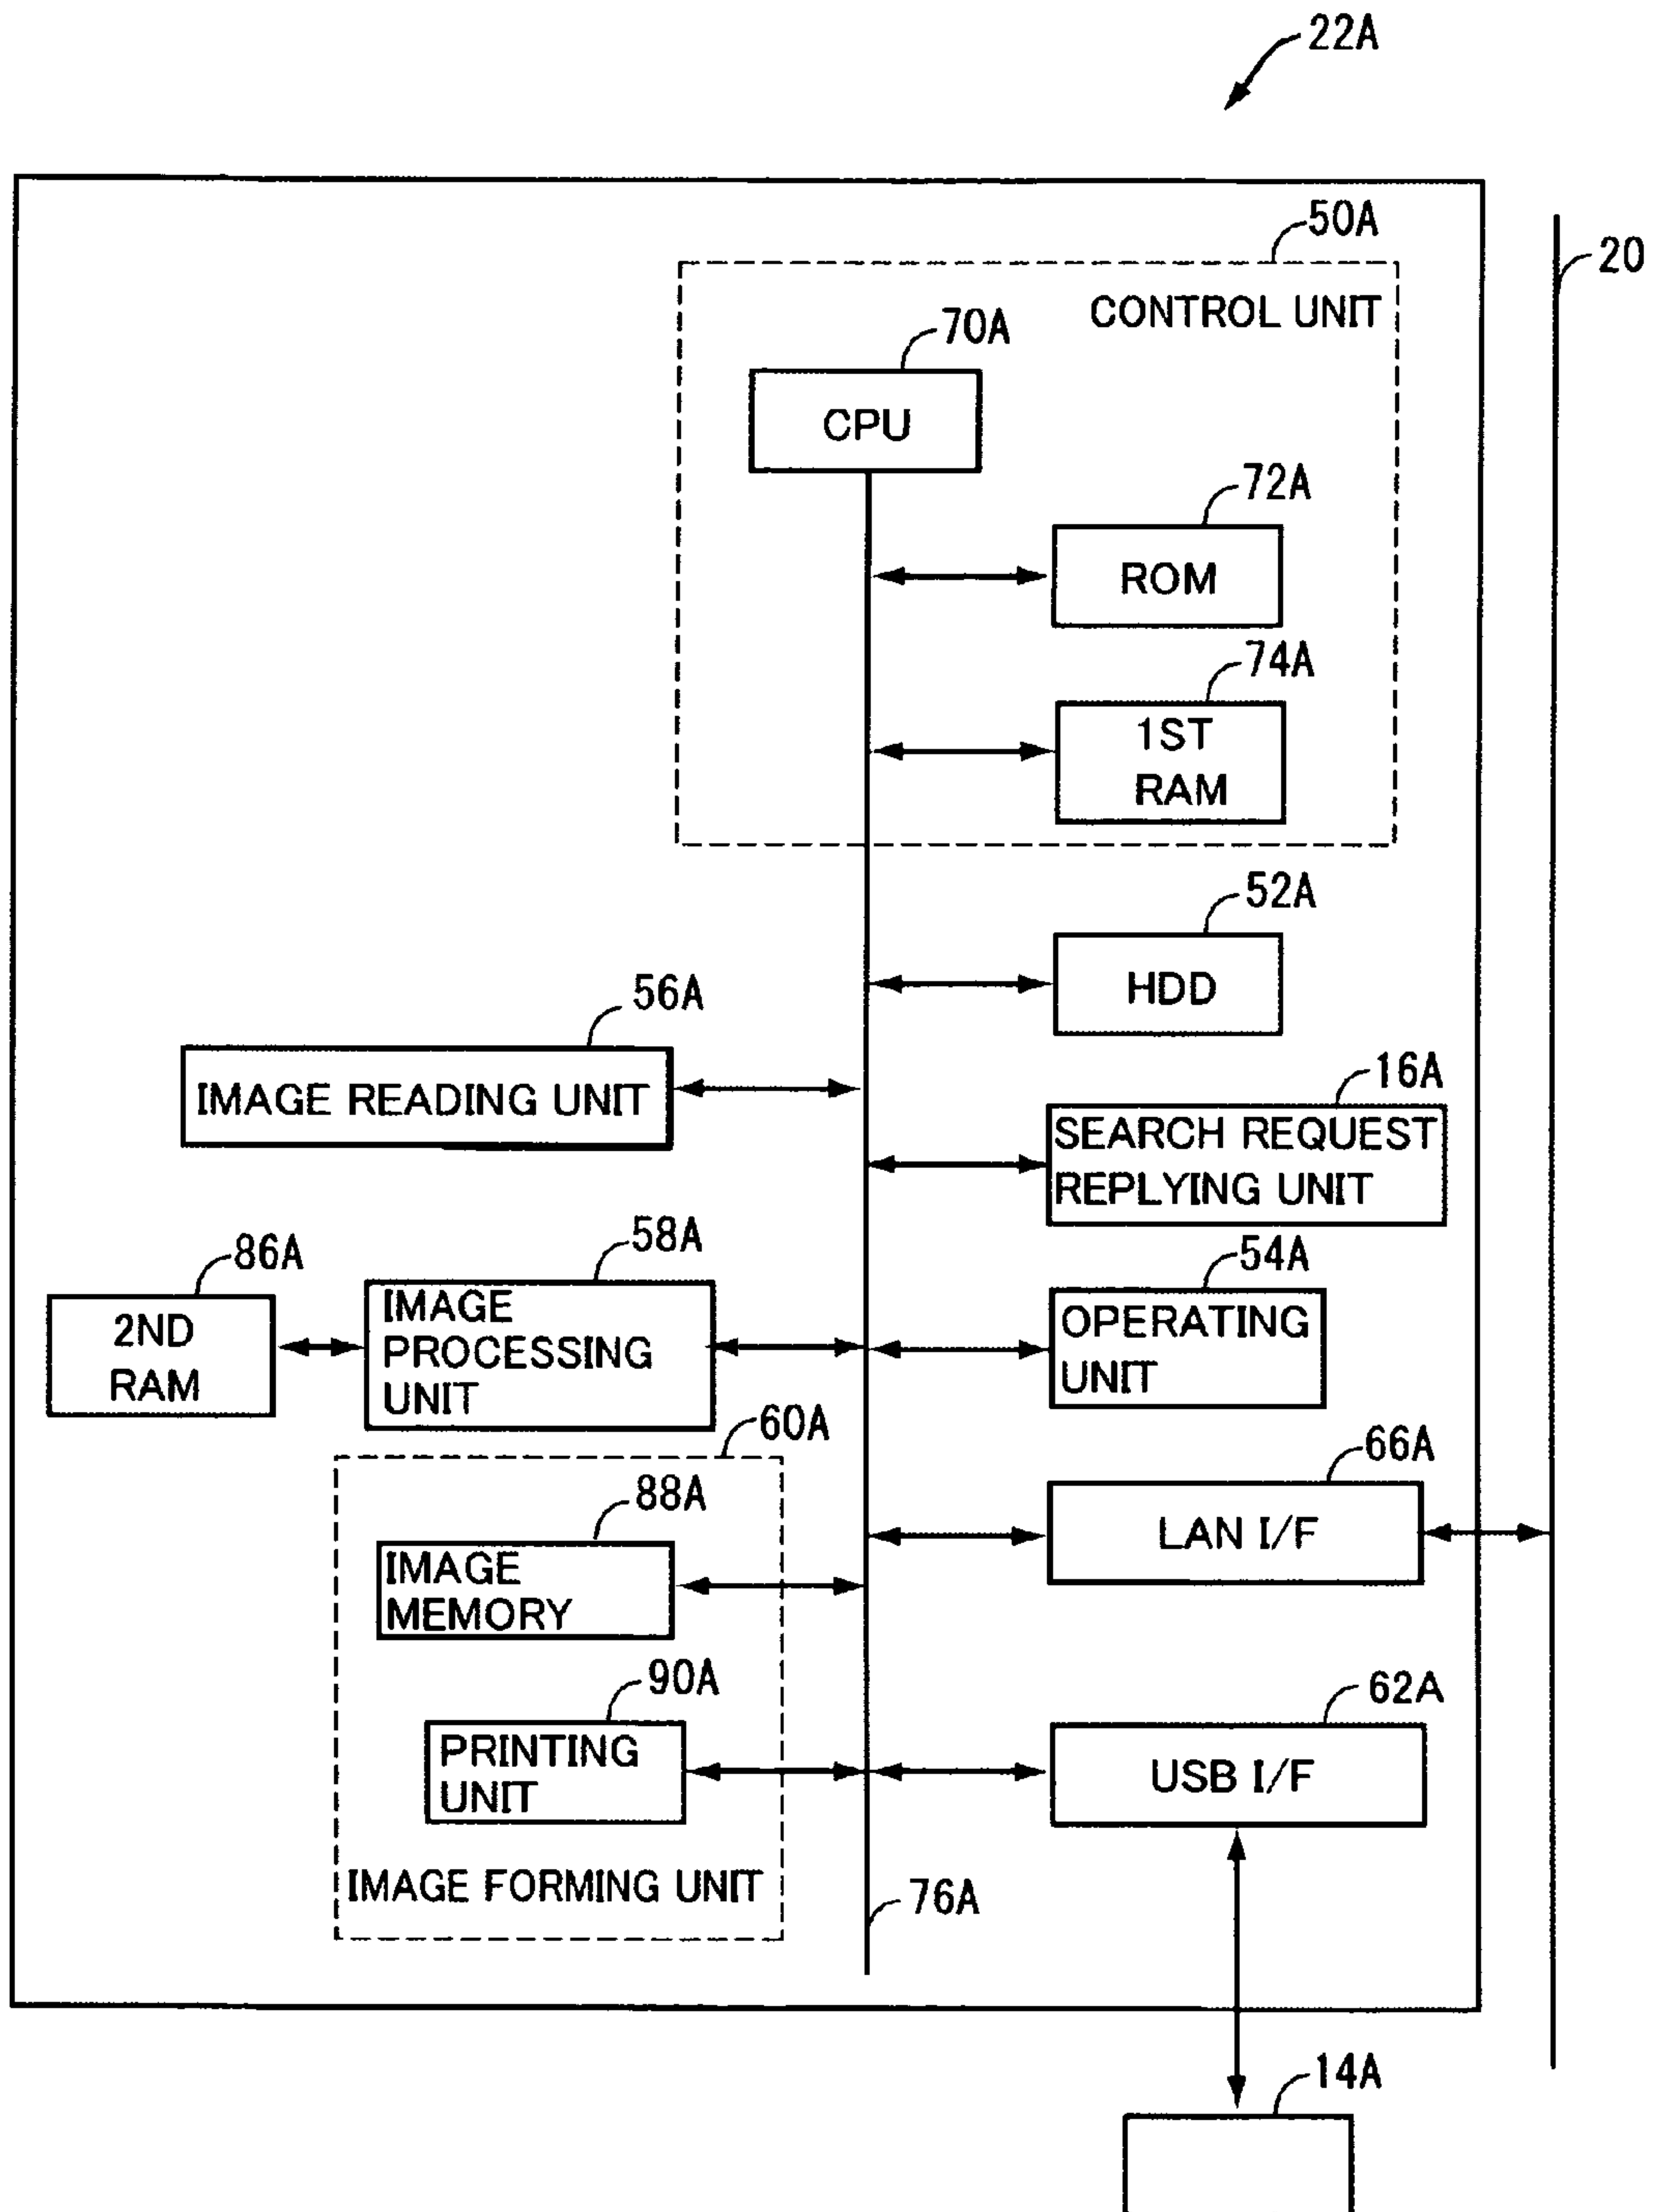 22A
50A
20
CONTROL UNIT
70A
CPU
72A
ROM
74A
1ST
RAM
52A
HDD
56A
IMAGE READING UNIT
16A
SEARCH REQUEST
REPLYING UNIT
86A
2ND
RAM
58A
IMAGE
PROCESSING
UNIT
54A
OPERATING
UNIT
60A
66A
LAN I/F
88A
IMAGE
MEMORY
90A
PRINTING
UNIT
62A
USB I/F
IMAGE FORMING UNIT
76A
14A